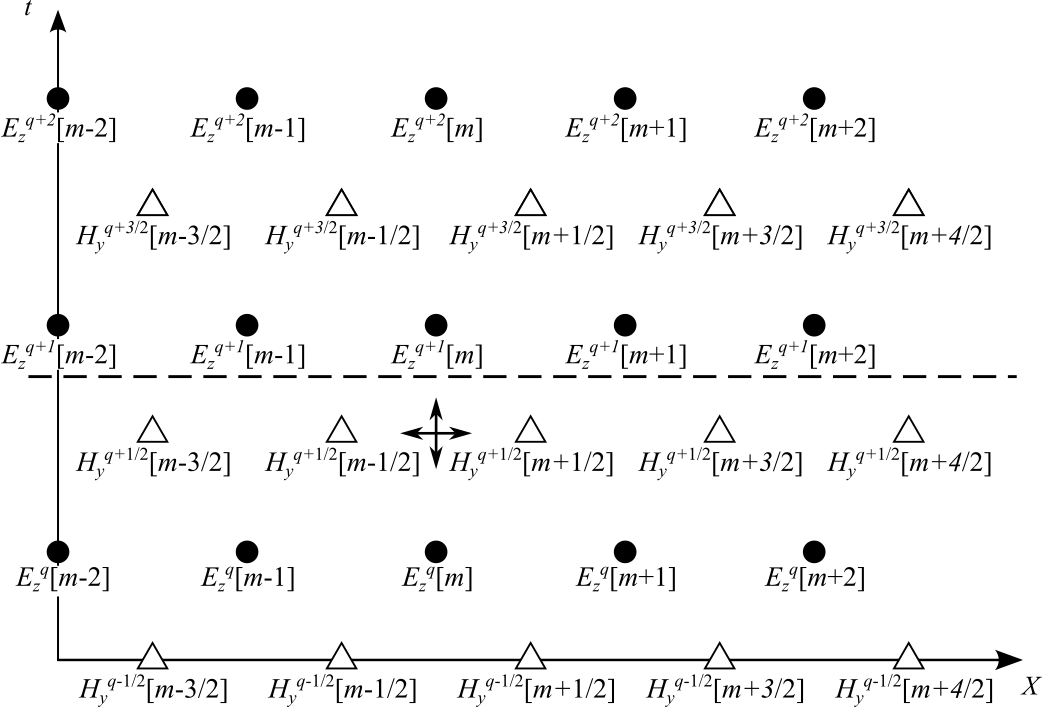 t
E_z^{q+2}[m-2] E_z^{q+2}[m-1] E_z^{q+2}[m] E_z^{q+2}[m+1] E_z^{q+2}[m+2]
H_y^{q+3/2}[m-3/2] H_y^{q+3/2}[m-1/2] H_y^{q+3/2}[m+1/2] H_y^{q+3/2}[m+3/2] H_y^{q+3/2}[m+4/2]
E_z^{q+1}[m-2] E_z^{q+1}[m-1] E_z^{q+1}[m] E_z^{q+1}[m+1] E_z^{q+1}[m+2]
H_y^{q+1/2}[m-3/2] H_y^{q+1/2}[m-1/2] H_y^{q+1/2}[m+1/2] H_y^{q+1/2}[m+3/2] H_y^{q+1/2}[m+4/2]
E_z^q[m-2] E_z^q[m-1] E_z^q[m] E_z^q[m+1] E_z^q[m+2]
H_y^{q-1/2}[m-3/2] H_y^{q-1/2}[m-1/2] H_y^{q-1/2}[m+1/2] H_y^{q-1/2}[m+3/2] H_y^{q-1/2}[m+4/2] X